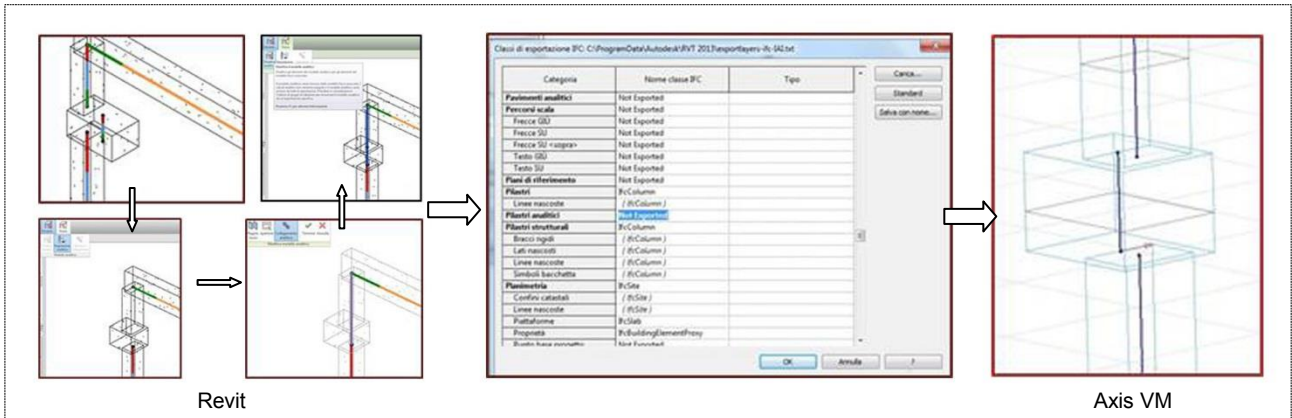 Classi di esportazione IFC: C:\ProgramData\Autodesk\RVT 2013\exportlayers-ifc-IAI.txt
Categoria Nome classe IFC Tipo
Carica...
Standard
Salva con nome...
Pavimenti analitici Not Exported
Percorsi scala Not Exported
Frecce GIÙ Not Exported
Frecce SU Not Exported
Frecce SU <sopra> Not Exported
Testo GIÙ Not Exported
Testo SU Not Exported
Piani di riferimento Not Exported
Pilastri IfcColumn
Linee nascoste ( IfcColumn )
Pilastri analitici Not Exported
Pilastri strutturali IfcColumn
Bracci rigidi ( IfcColumn )
Lati nascosti ( IfcColumn )
Linee nascoste ( IfcColumn )
Simboli bacchetta ( IfcColumn )
Planimetria IfcSite
Confini catastali ( IfcSite )
Linee nascoste ( IfcSite )
Piattaforme IfcSlab
Proprietà IfcBuildingElementProxy
Punto base progetto Not Exported
OK Annulla ?
Revit
Axis VM